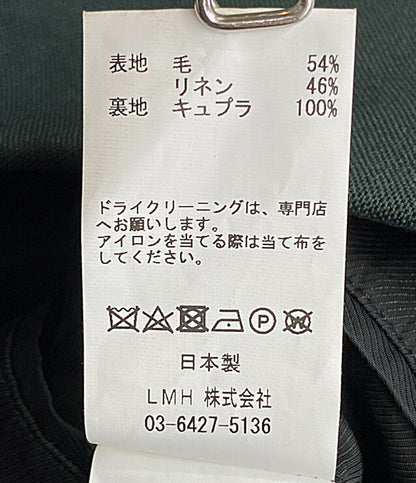 表地 毛 54%
リネン 46%
裏地 キュプラ 100%
ドライクリーニングは、専門店
へお願いします。
アイロンを当てる際は当て布を
してください。
P W
日本製
LMH 株式会社
03-6427-5136